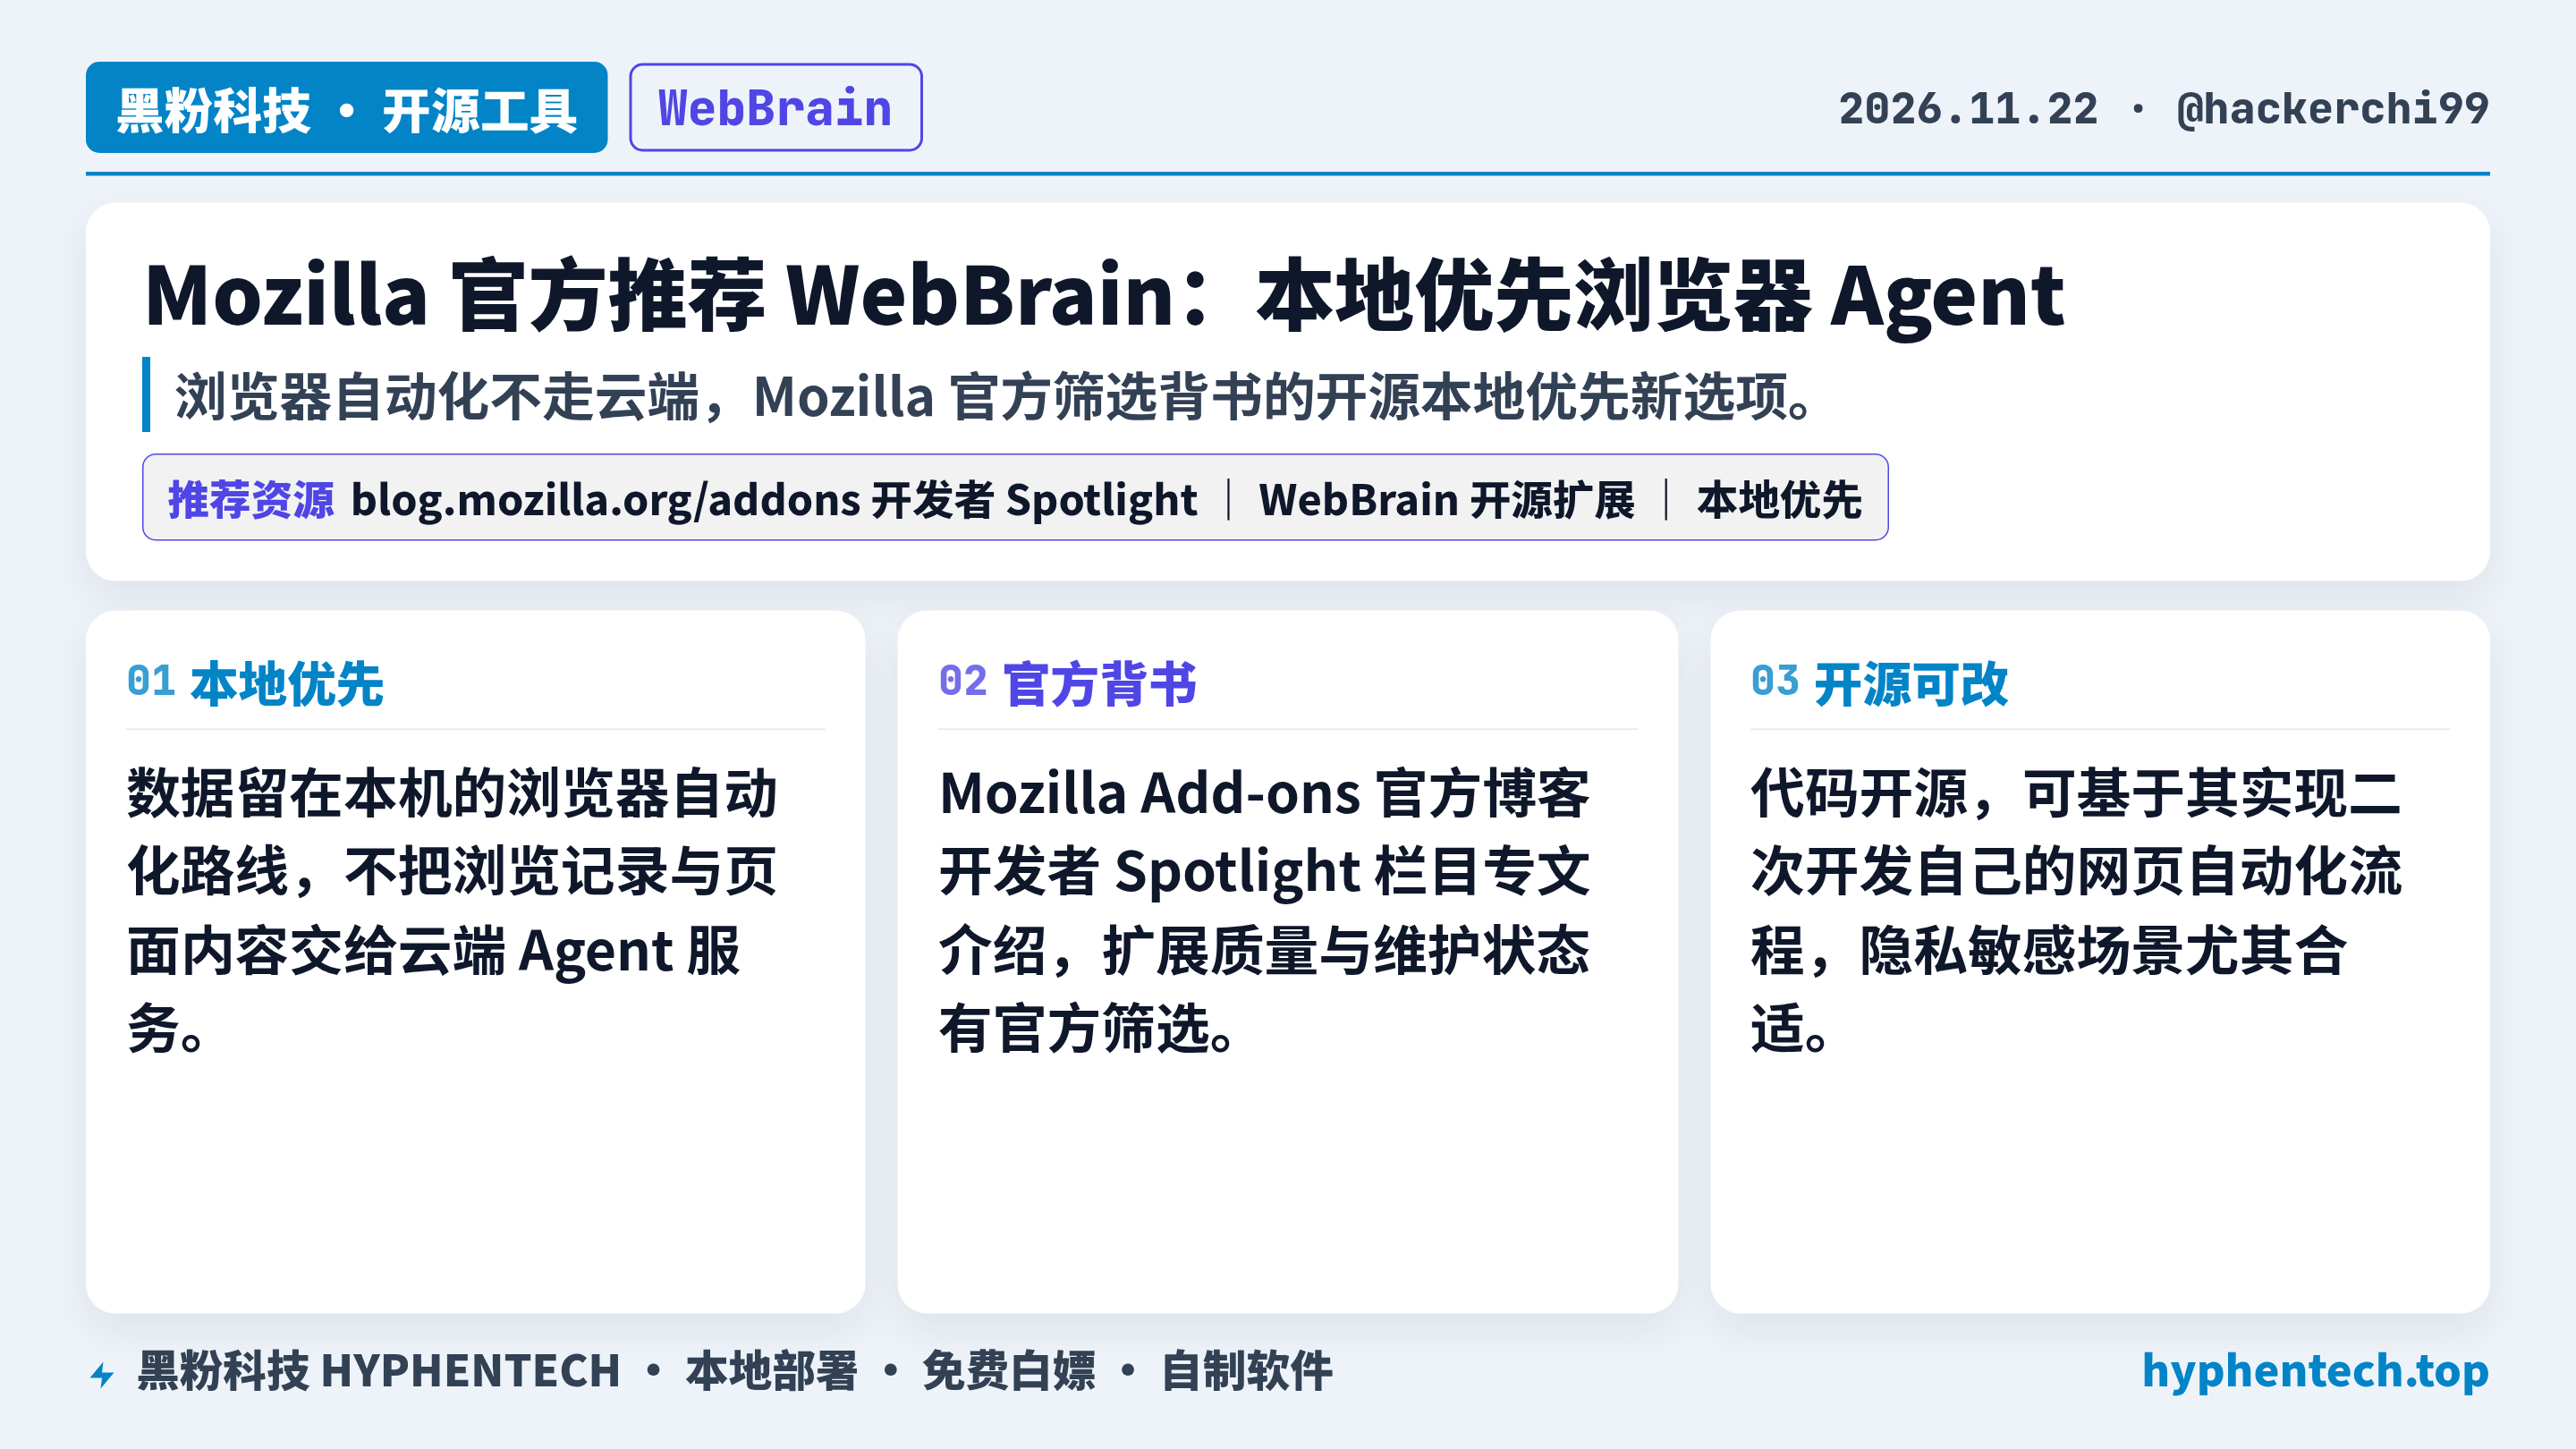 黑粉科技 · 开源工具
WebBrain
2026.11.22 · @hackerchi99
Mozilla 官方推荐 WebBrain：本地优先浏览器 Agent
浏览器自动化不走云端，Mozilla 官方筛选背书的开源本地优先新选项。
推荐资源 blog.mozilla.org/addons 开发者 Spotlight ｜ WebBrain 开源扩展 ｜ 本地优先
01 本地优先
数据留在本机的浏览器自动
化路线，不把浏览记录与页
面内容交给云端 Agent 服
务。
02 官方背书
Mozilla Add-ons 官方博客
开发者 Spotlight 栏目专文
介绍，扩展质量与维护状态
有官方筛选。
03 开源可改
代码开源，可基于其实现二
次开发自己的网页自动化流
程，隐私敏感场景尤其合
适。
黑粉科技 HYPHENTECH · 本地部署 · 免费白嫖 · 自制软件
hyphentech.top